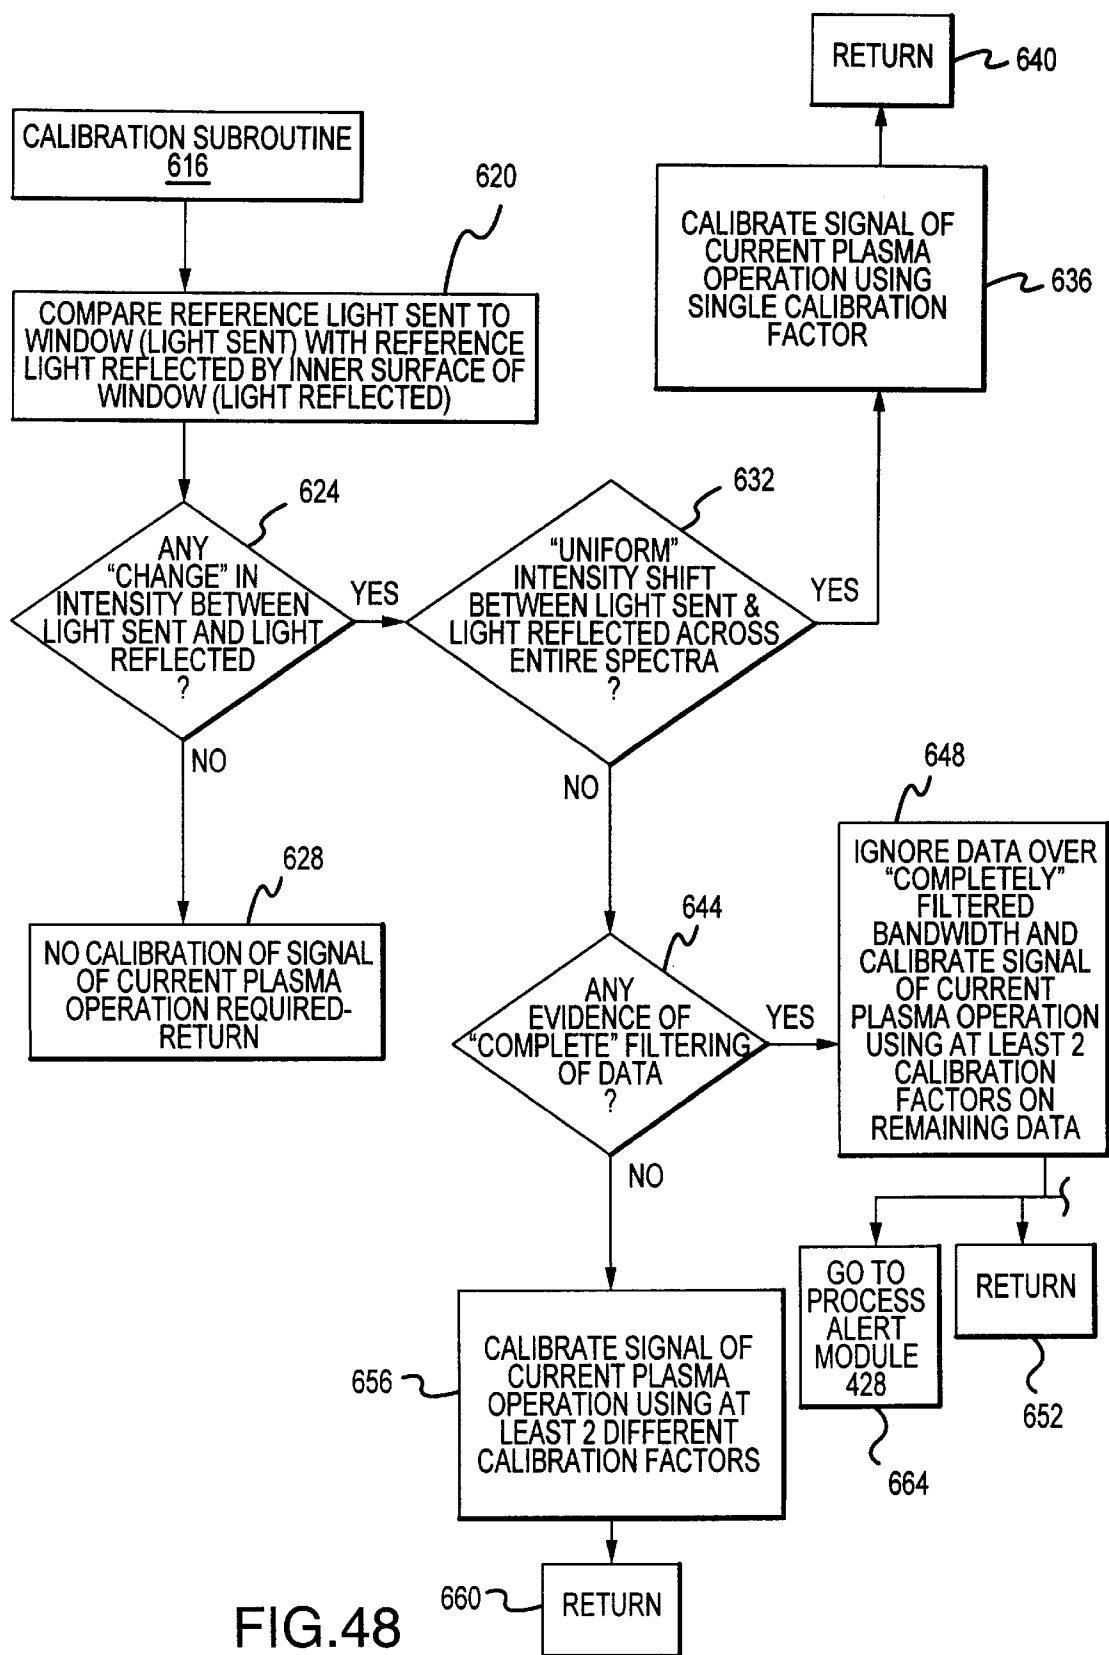 RETURN
640
CALIBRATION SUBROUTINE
616
620
CALIBRATE SIGNAL OF
CURRENT PLASMA
OPERATION USING
SINGLE CALIBRATION
FACTOR
636
COMPARE REFERENCE LIGHT SENT TO
WINDOW (LIGHT SENT) WITH REFERENCE
LIGHT REFLECTED BY INNER SURFACE OF
WINDOW (LIGHT REFLECTED)
624
ANY
“CHANGE” IN
INTENSITY BETWEEN
LIGHT SENT AND LIGHT
REFLECTED
?
YES
632
“UNIFORM”
INTENSITY SHIFT
BETWEEN LIGHT SENT &
LIGHT REFLECTED ACROSS
ENTIRE SPECTRA
?
YES
NO
NO
628
NO CALIBRATION OF SIGNAL
OF CURRENT PLASMA
OPERATION REQUIRED-
RETURN
644
ANY
EVIDENCE OF
“COMPLETE” FILTERING
OF DATA
?
YES
648
IGNORE DATA OVER
“COMPLETELY”
FILTERED
BANDWIDTH AND
CALIBRATE SIGNAL
OF CURRENT
PLASMA OPERATION
USING AT LEAST 2
CALIBRATION
FACTORS ON
REMAINING DATA
NO
GO TO
PROCESS
ALERT
MODULE
428
664
RETURN
652
656
CALIBRATE SIGNAL OF
CURRENT PLASMA
OPERATION USING AT
LEAST 2 DIFFERENT
CALIBRATION FACTORS
660
RETURN
FIG.48